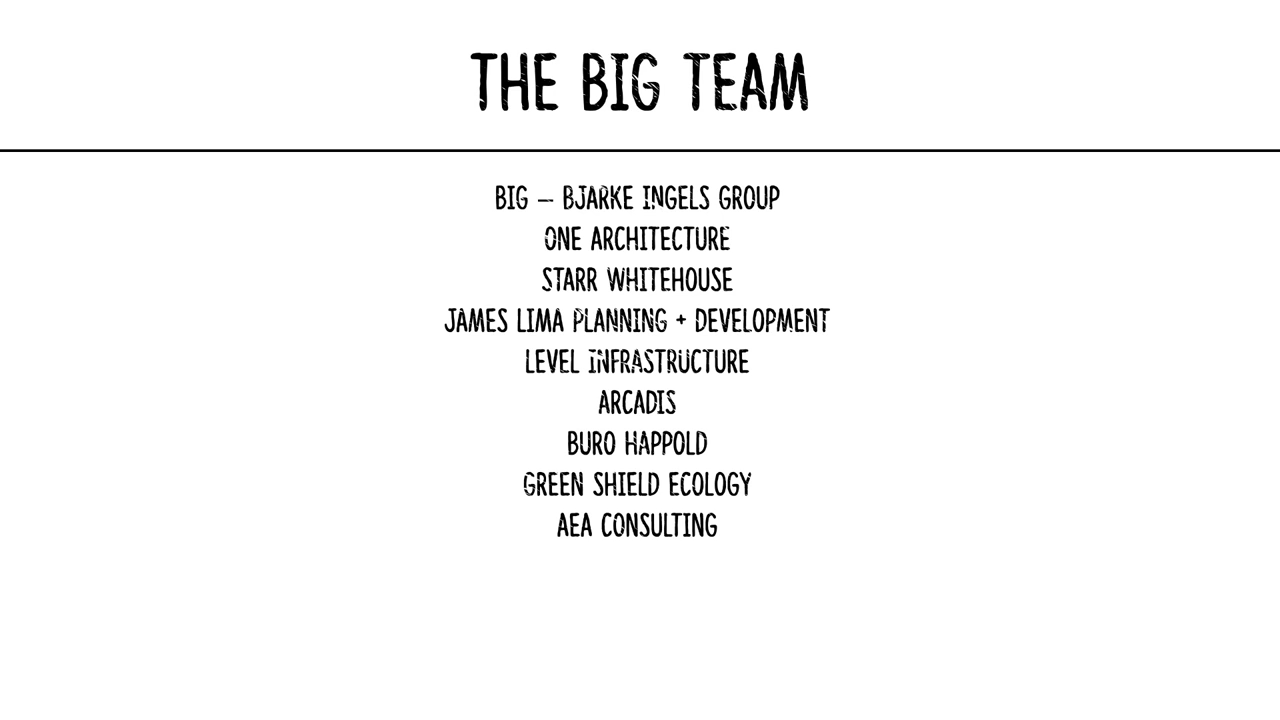 THE BIG TEAM
BIG – BJARKE INGELS GROUP
ONE ARCHITECTURE
STARR WHITEHOUSE
JAMES LIMA PLANNING + DEVELOPMENT
LEVEL INFRASTRUCTURE
ARCADIS
BURO HAPPOLD
GREEN SHIELD ECOLOGY
AEA CONSULTING